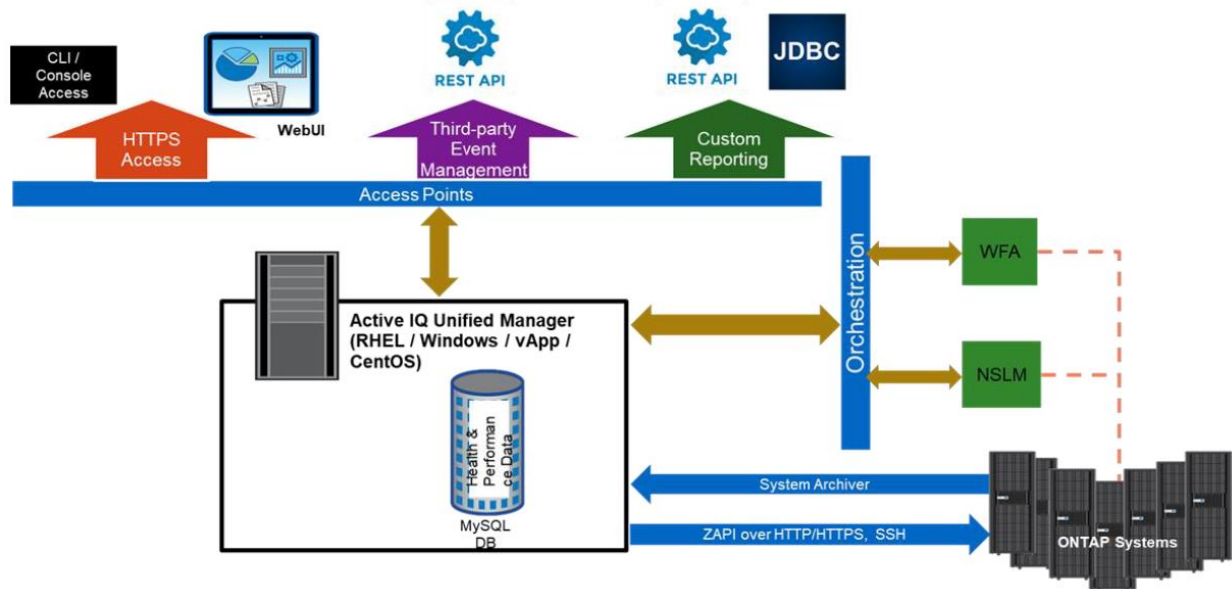 CLI /
Console
Access
WebUI
REST API
REST API
JDBC
HTTPS
Access
Third-party
Event
Management
Custom
Reporting
Access Points
Orchestration
WFA
NSLM
Active IQ Unified Manager
(RHEL / Windows / vApp /
CentOS)
Health &
Performan
ce Data
MySQL
DB
System Archiver
ZAPI over HTTP/HTTPS, SSH
ONTAP Systems